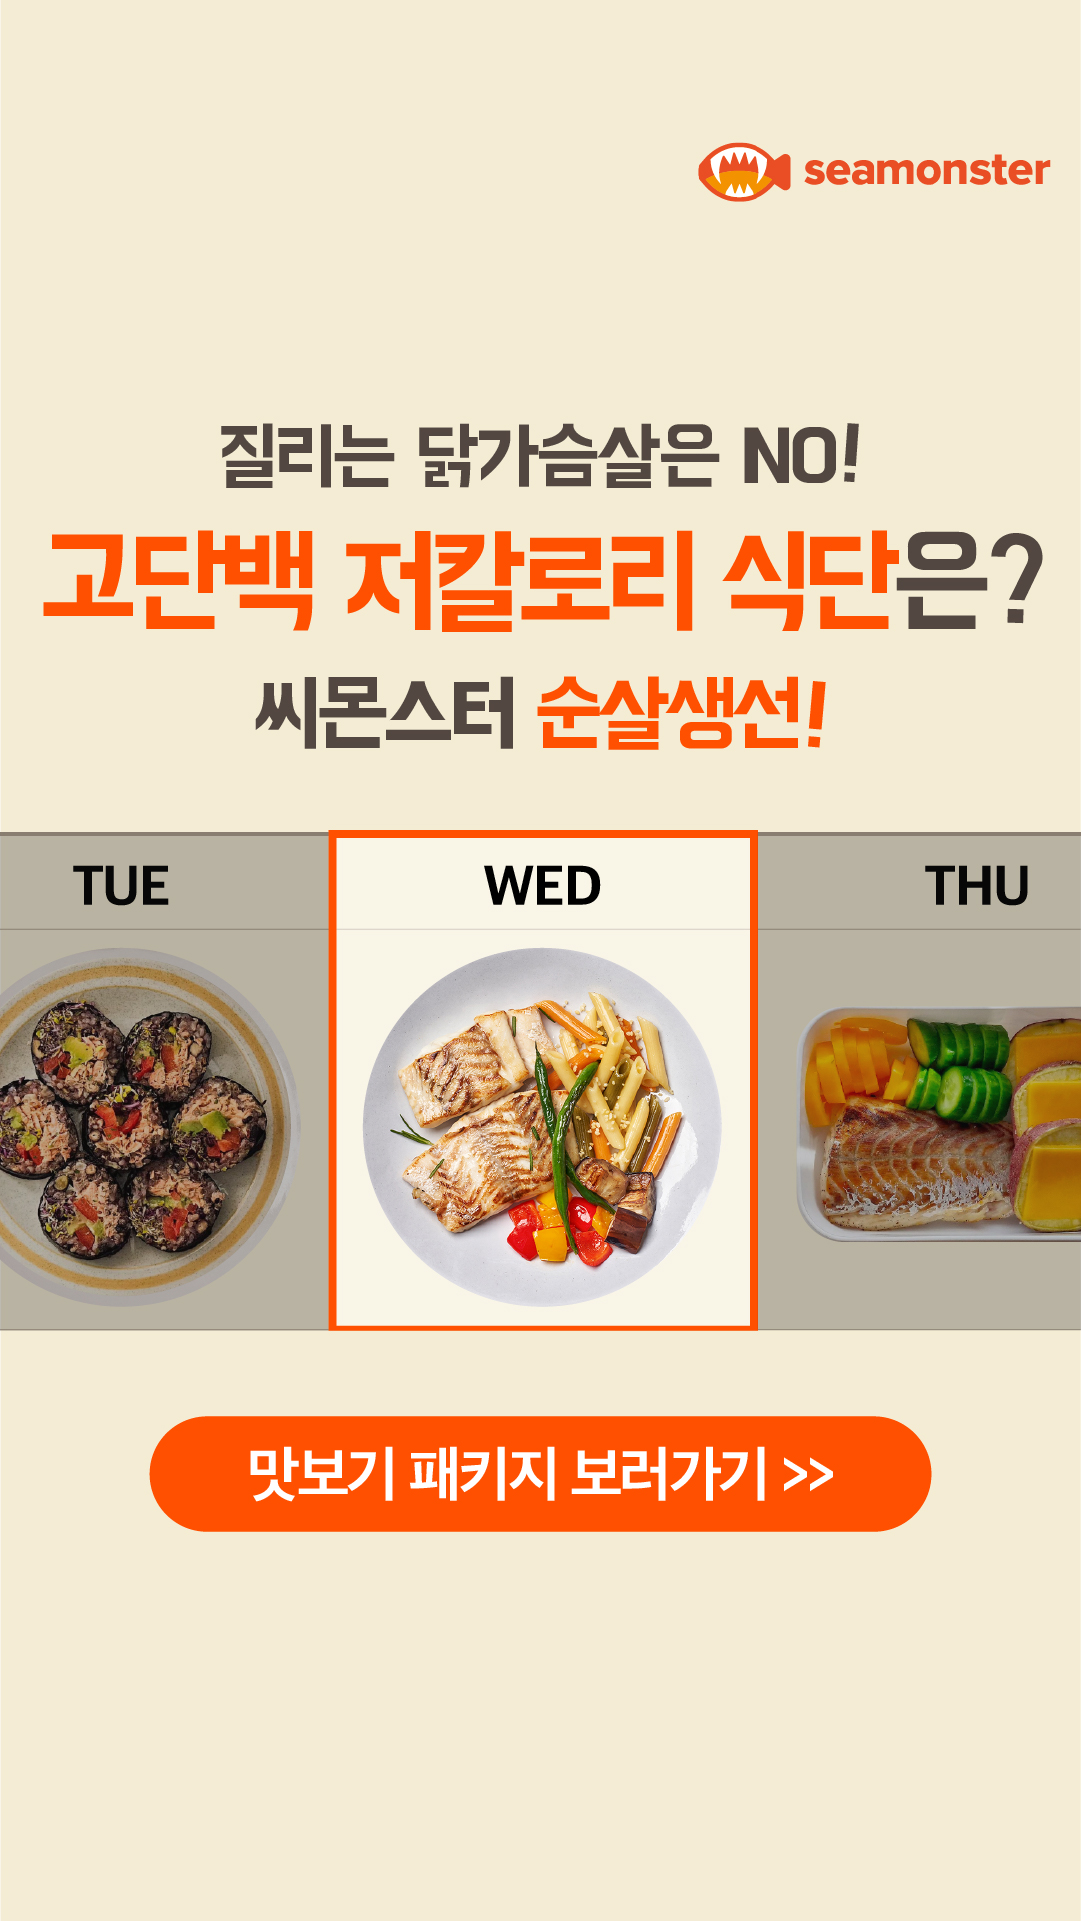 seamonster
질리는 닭가슴살은 NO!
고단백 저칼로리 식단은?
씨몬스터 순살생선!
TUE WED THU
맛보기 패키지 보러가기 >>